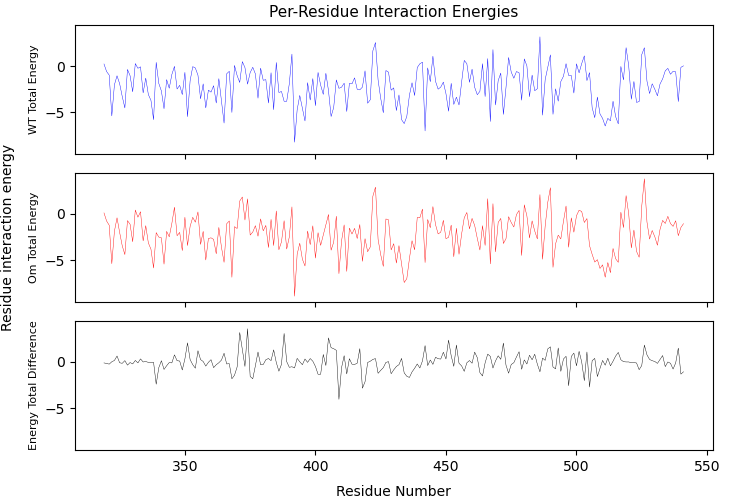 Per-Residue Interaction Energies
Residue interaction energy
WT Total Energy
0
−5
Om Total Energy
0
−5
Energy Total Difference
0
−5
350
400
450
500
550
Residue Number